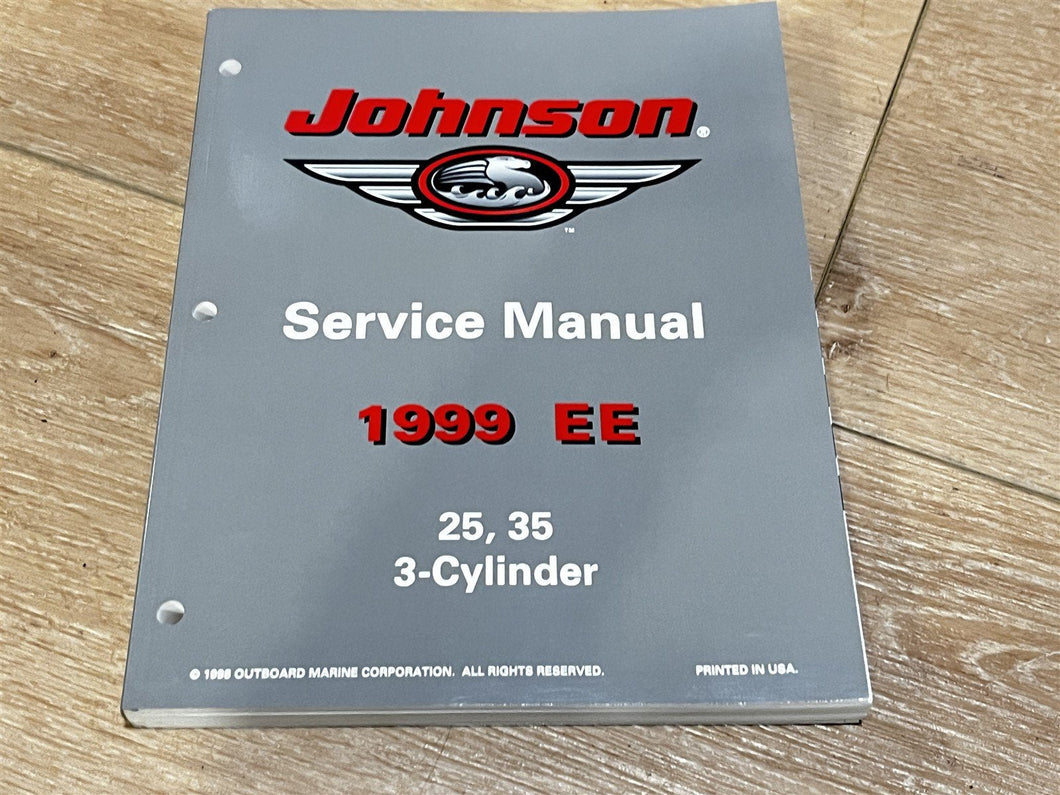 Johnson®
TM
Service Manual
1999 EE
25, 35
3-Cylinder
© 1998 OUTBOARD MARINE CORPORATION. ALL RIGHTS RESERVED. PRINTED IN USA.